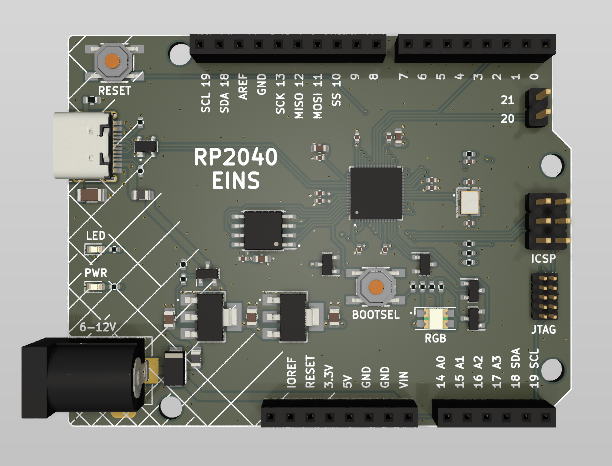 RESET
SCL 19
SDA 18
AREF
GND
SCK 13
MISO 12
MOSI 11
SS 10
9
8
7
6
5
4
3
2
1
0
21
20
RP2040
EINS
LED
PWR
ICSP
BOOTSEL
JTAG
6-12V
RGB
IOREF
RESET
3.3V
5V
GND
GND
VIN
14 A0
15 A1
16 A2
17 A3
18 SDA
19 SCL